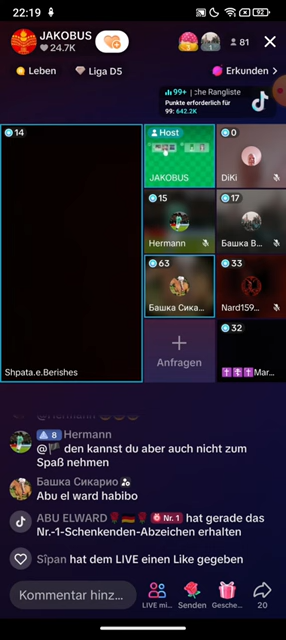 22:19
92
JAKOBUS
24.7K
81
Leben
Liga D5
Erkunden
99+
:che Rangliste
Punkte erforderlich für
99: 642.2K
14
Host
0
JAKOBUS
DiKi
15
17
Hermann
Башка В...
63
33
Башка Сика...
Nard159...
32
Anfragen
Shpata.e.Berishes
Mar...
8 Hermann
@🏴 den kannst du aber auch nicht zum
Spaß nehmen
Башка Сикарио
Abu el ward habibo
ABU ELWARD🌹🇩🇪🌹 Nr. 1 hat gerade das
Nr.-1-Schenkenden-Abzeichen erhalten
Sîpan hat dem LIVE einen Like gegeben
Kommentar hinz...
LIVE mi...
Senden
Gesche...
20